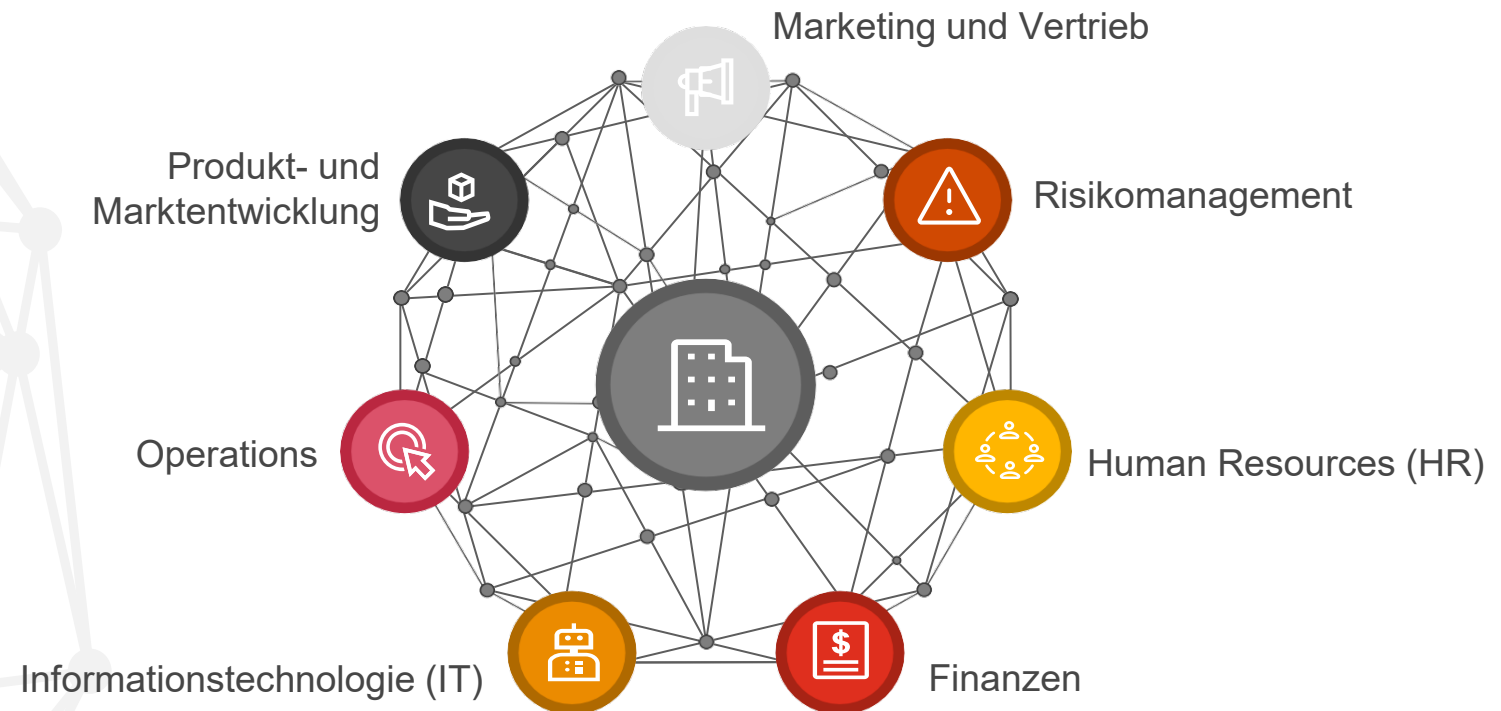 Marketing und Vertrieb
Produkt- und
Marktentwicklung
Risikomanagement
Operations
Human Resources (HR)
$
Informationstechnologie (IT)
Finanzen